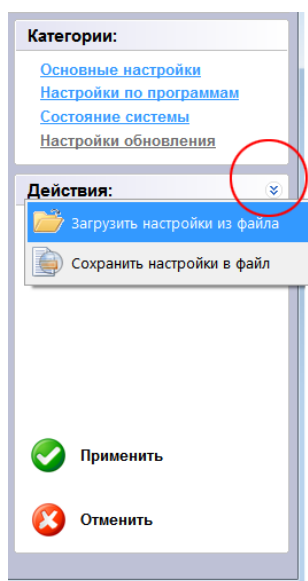 Категории:
Основные настройки
Настройки по программам
Состояние системы
Настройки обновления
Действия:
Загрузить настройки из файла
Сохранить настройки в файл
Применить
Отменить